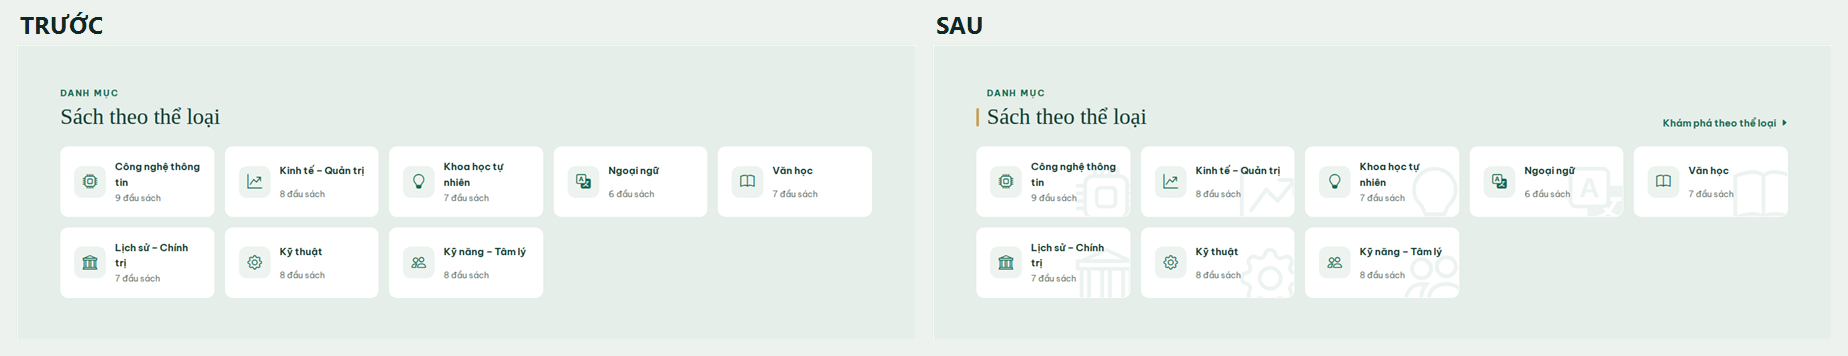 TRƯỚC
DANH MỤC
Sách theo thể loại
Công nghệ thông
tin
9 đầu sách
Kinh tế – Quản trị
8 đầu sách
Khoa học tự
nhiên
7 đầu sách
Ngoại ngữ
6 đầu sách
Văn học
7 đầu sách
Lịch sử – Chính
trị
7 đầu sách
Kỹ thuật
8 đầu sách
Kỹ năng – Tâm lý
8 đầu sách
SAU
DANH MỤC
Sách theo thể loại
Khám phá theo thể loại
Công nghệ thông
tin
9 đầu sách
Kinh tế – Quản trị
8 đầu sách
Khoa học tự
nhiên
7 đầu sách
Ngoại ngữ
6 đầu sách
Văn học
7 đầu sách
Lịch sử – Chính
trị
7 đầu sách
Kỹ thuật
8 đầu sách
Kỹ năng – Tâm lý
8 đầu sách